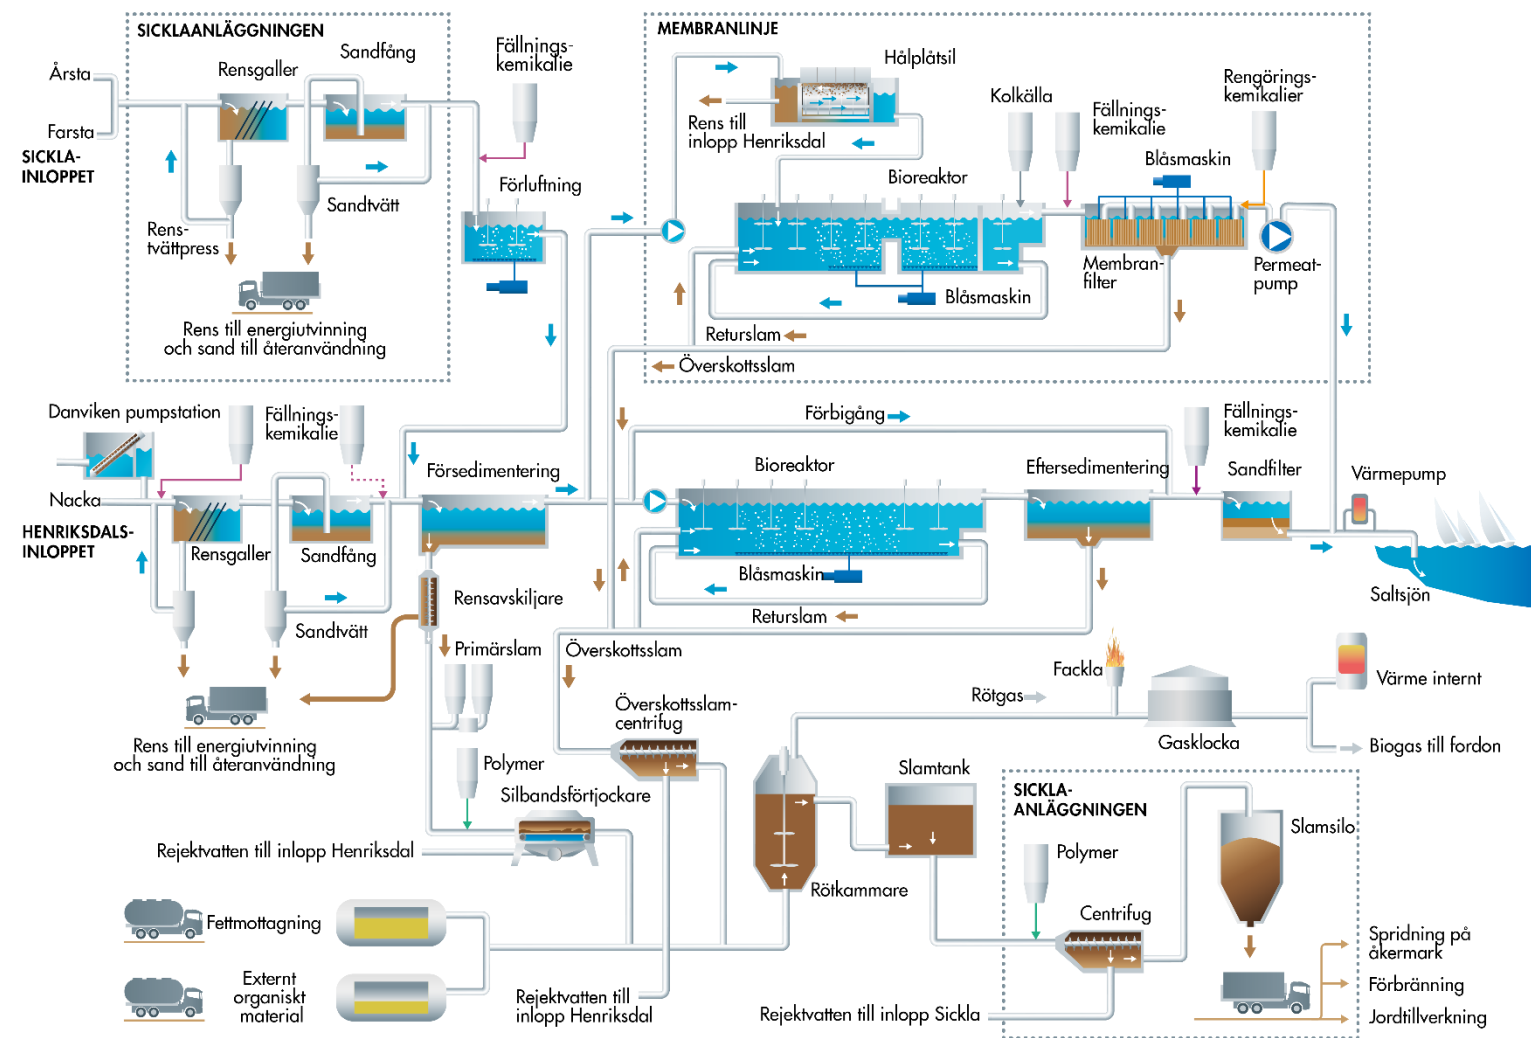 SICKLAANLÄGGNINGEN
Årsta
Farsta
SICKLA-
INLOPPET
Rensgaller
Sandfång
Fällnings-
kemikalie
Förluftning
Sandtvätt
Rens-
tvättpress
Rens till energiutvinning
och sand till återanvändning
MEMBRANLINJE
Hålplåtsil
Rens till
inlopp Henriksdal
Bioreaktor
Kolkälla
Fällnings-
kemikalie
Rengörings-
kemikalier
Blåsmaskin
Membran-
filter
Permeat-
pump
Blåsmaskin
Returslam
Överskottsslam
Danviken pumpstation
Fällnings-
kemikalie
Nacka
HENRIKSDALS-
INLOPPET
Rensgaller
Sandfång
Sandtvätt
Rens till energiutvinning
och sand till återanvändning
Försedimentering
Rensavskiljare
Primärslam
Förbigång
Bioreaktor
Blåsmaskin
Returslam
Överskottsslam
Eftersedimentering
Fällnings-
kemikalie
Sandfilter
Värmepump
Saltsjön
Överskottsslam-
centrifug
Polymer
Silbandsförtjockare
Rejektvatten till inlopp Henriksdal
Fettmottagning
Externt
organiskt
material
Rejektvatten till
inlopp Henriksdal
Rötkammare
Rötgas
Fackla
Gasklocka
Värme internt
Biogas till fordon
Slamtank
SICKLA-
ANLÄGGNINGEN
Polymer
Centrifug
Slamsilo
Rejektvatten till inlopp Sickla
Spridning på
åkermark
Förbränning
Jordtillverkning